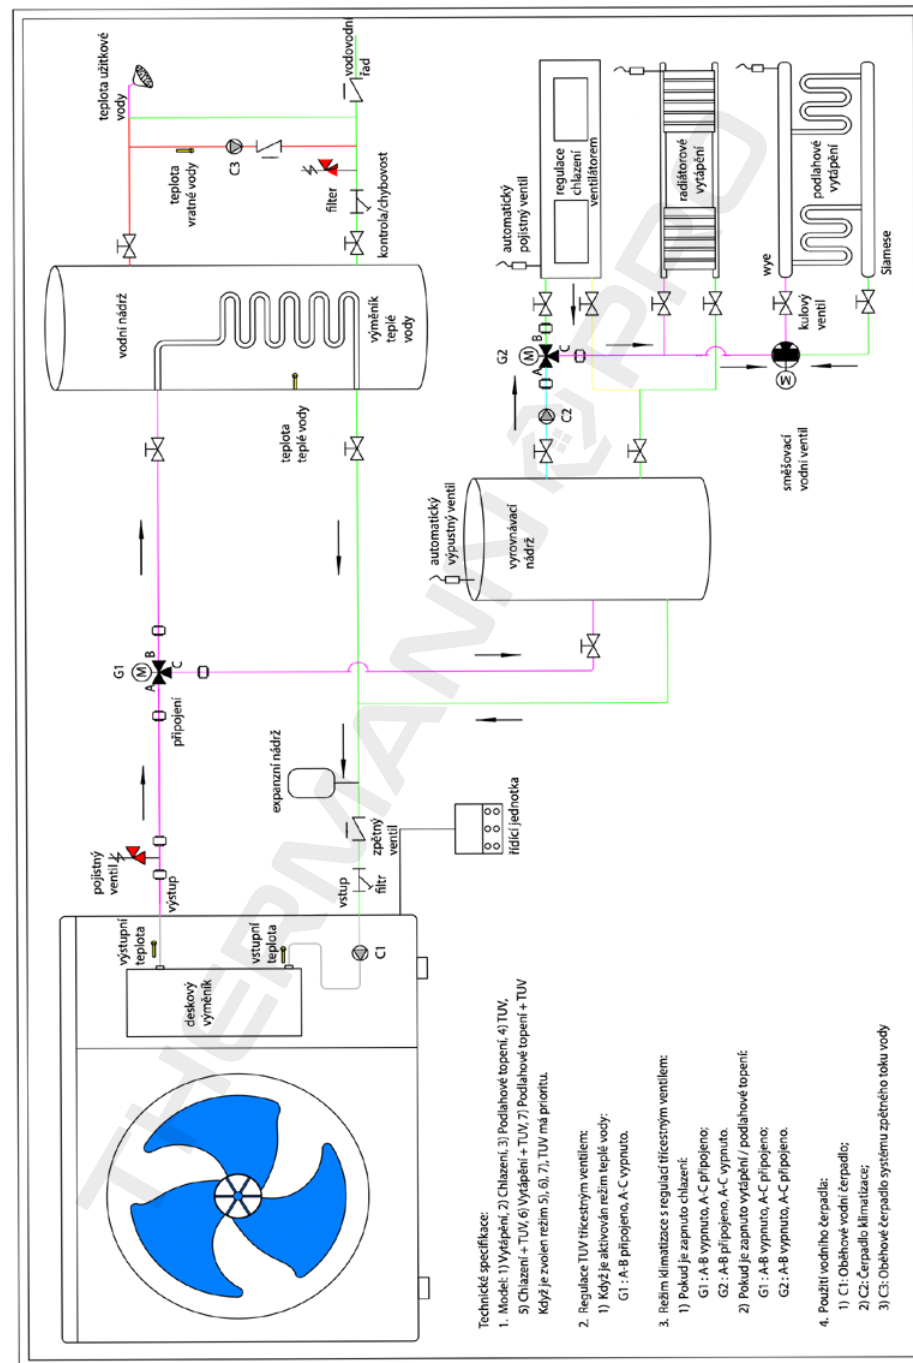 teplota užitkové
vody
vodovodní
řad
teplota
vratné vody
C3
filter
kontrola/chybovost
vodní nádrž
výměník
teplé
vody
teplota
teplé vody
automatický
pojistný ventil
regulace
chlazení
ventilátorem
radiátorové
vytápění
podlahové
vytápění
wye
Siamese
kulový
ventil
G2
M
A
B
C
C2
M
směšovací
vodní ventil
automatický
výpustný ventil
vyrovnávací
nádrž
G1
M
A
B
C
připojení
expanzní nádrž
zpětný
ventil
řídící jednotka
pojistný
ventil
výstup
vstup
filtr
výstupní
teplota
vstupní
teplota
deskový
výměník
C1
THERMANN PRO
Technické specifikace:
1. Model: 1) Vytápění, 2) Chlazení, 3) Podlahové topení, 4) TUV,
5) Chlazení + TUV, 6) Vytápění + TUV, 7) Podlahové topení + TUV
Když je zvolen režim 5), 6), 7), TUV má prioritu.
2. Regulace TUV třícestným ventilem:
1) Když je aktivován režim teplé vody:
G1 : A-B připojeno, A-C vypnuto.
3. Režim klimatizace s regulací třícestným ventilem:
1) Pokud je zapnuto chlazení:
G1 : A-B vypnuto, A-C připojeno;
G2: A-B připojeno, A-C vypnuto.
2) Pokud je zapnuto vytápění / podlahové topení:
G1 : A-B vypnuto, A-C připojeno;
G2 : A-B vypnuto, A-C připojeno.
4. Použití vodního čerpadla:
1) C1: Oběhové vodní čerpadlo;
2) C2: Čerpadlo klimatizace;
3) C3: Oběhové čerpadlo systému zpětného toku vody